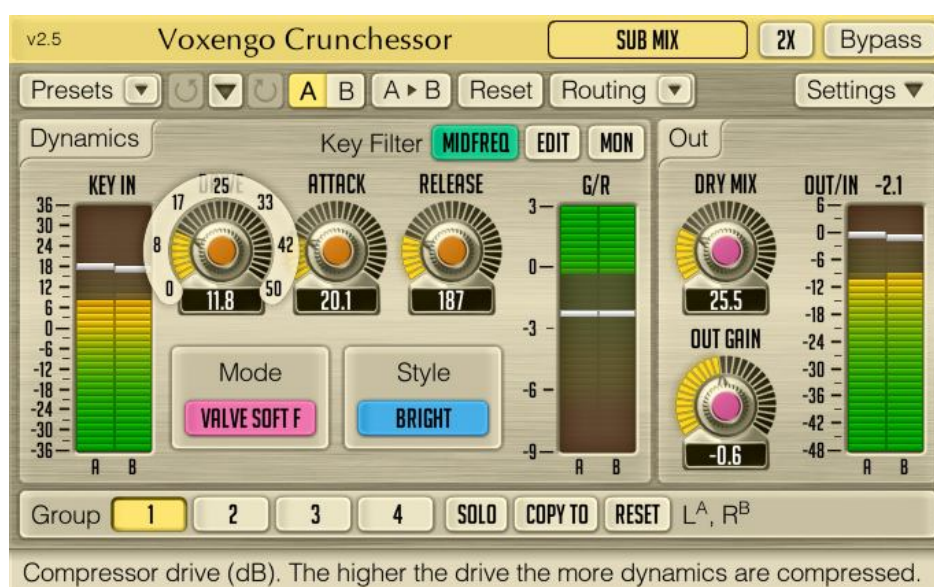 v2.5 Voxengo Crunchessor SUB MIX 2X Bypass
Presets A B A ▸ B Reset Routing Settings
Dynamics Key Filter MIDFREQ EDIT MON Out
KEY IN 25 ATTACK RELEASE G/R DRY MIX OUT/IN -2.1
36 17 33 3 6
30 0
24 8 42 -6
18 0 -12
12 0 50 -18
6 11.8 20.1 187 25.5
0 -3 -24
-6 OUT GAIN -30
-12 Mode Style -36
-18 VALVE SOFT F BRIGHT -6 -42
-24 -48
-30 -0.6
-36 -9
A B A B A B
Group 1 2 3 4 SOLO COPY TO RESET Lᴬ, Rᴮ
Compressor drive (dB). The higher the drive the more dynamics are compressed.